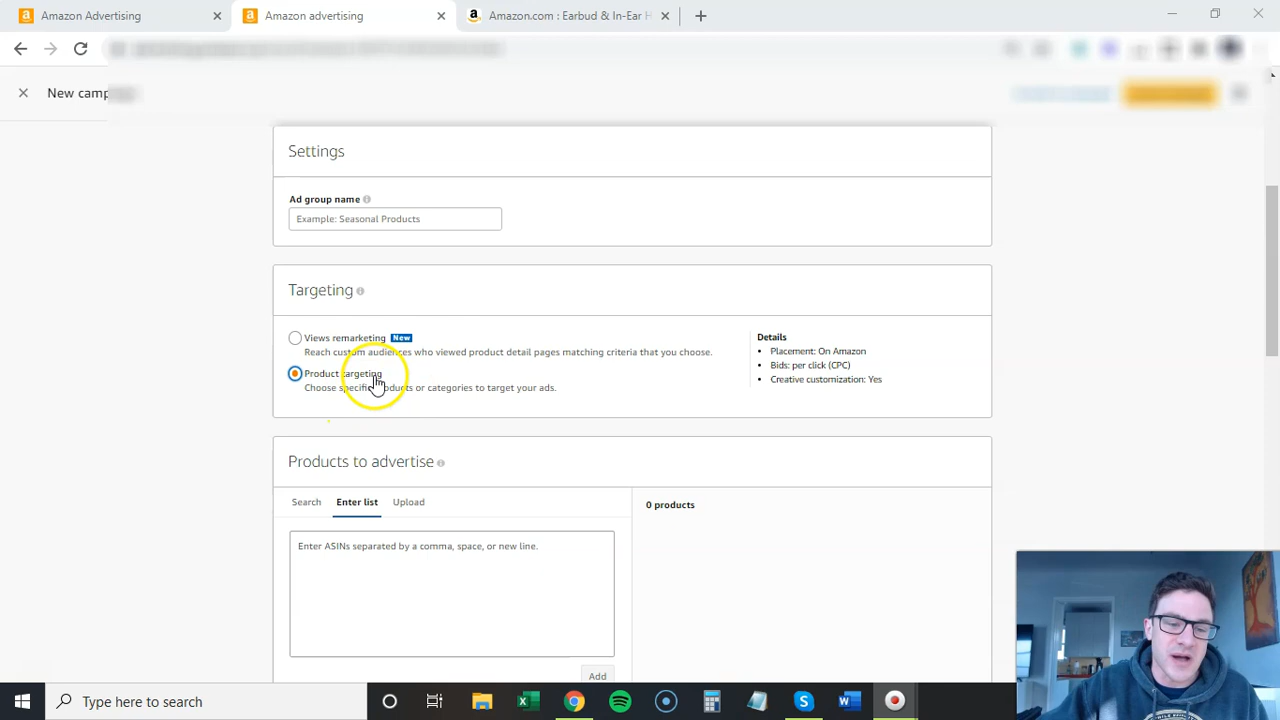 Amazon Advertising
Amazon advertising
Amazon.com : Earbud & In-Ear H
New camp
Settings
Ad group name
Example: Seasonal Products
Targeting
Views remarketing New
Reach custom audiences who viewed product detail pages matching criteria that you choose.
Product targeting
Choose specific products or categories to target your ads.
Details
• Placement: On Amazon
• Bids: per click (CPC)
• Creative customization: Yes
Products to advertise
Search Enter list Upload
0 products
Enter ASINs separated by a comma, space, or new line.
Add
Type here to search